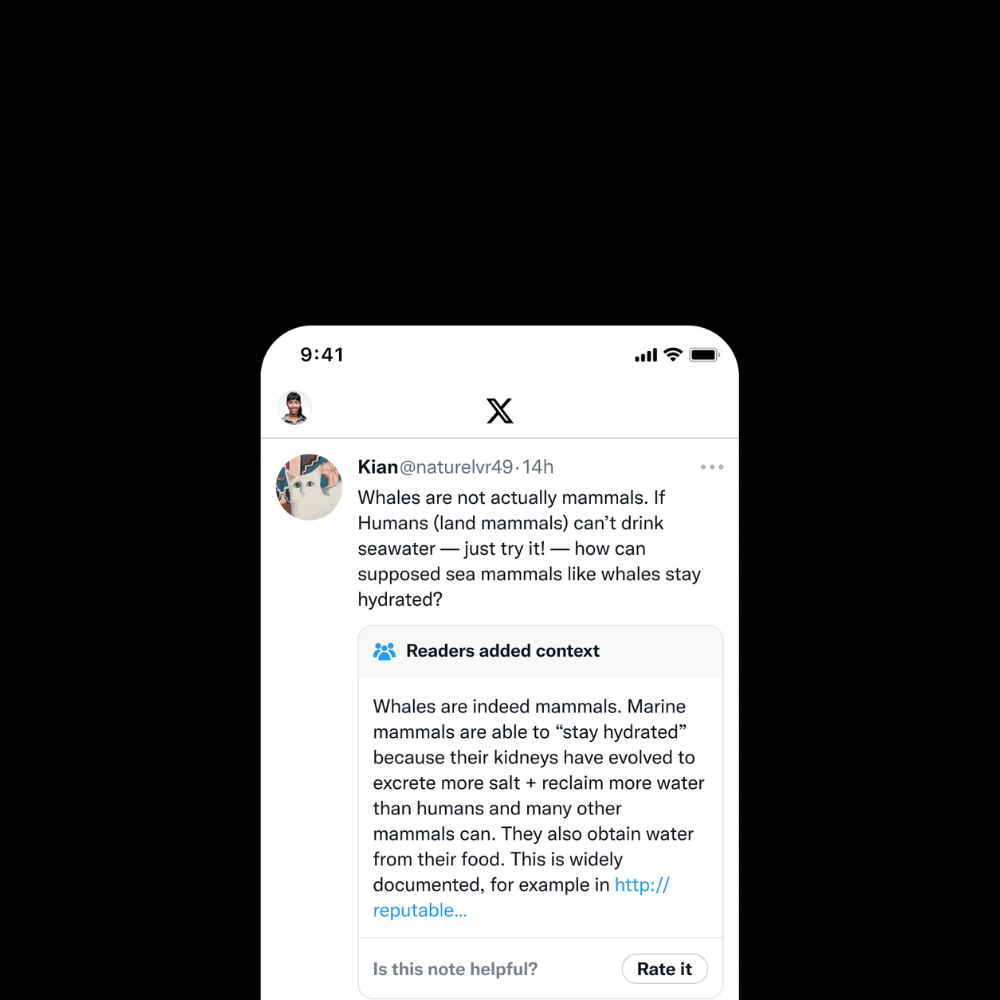 9:41
Kian@naturelvr49·14h
Whales are not actually mammals. If
Humans (land mammals) can’t drink
seawater — just try it! — how can
supposed sea mammals like whales stay
hydrated?
Readers added context
Whales are indeed mammals. Marine
mammals are able to “stay hydrated”
because their kidneys have evolved to
excrete more salt + reclaim more water
than humans and many other
mammals can. They also obtain water
from their food. This is widely
documented, for example in http://
reputable...
Is this note helpful? Rate it